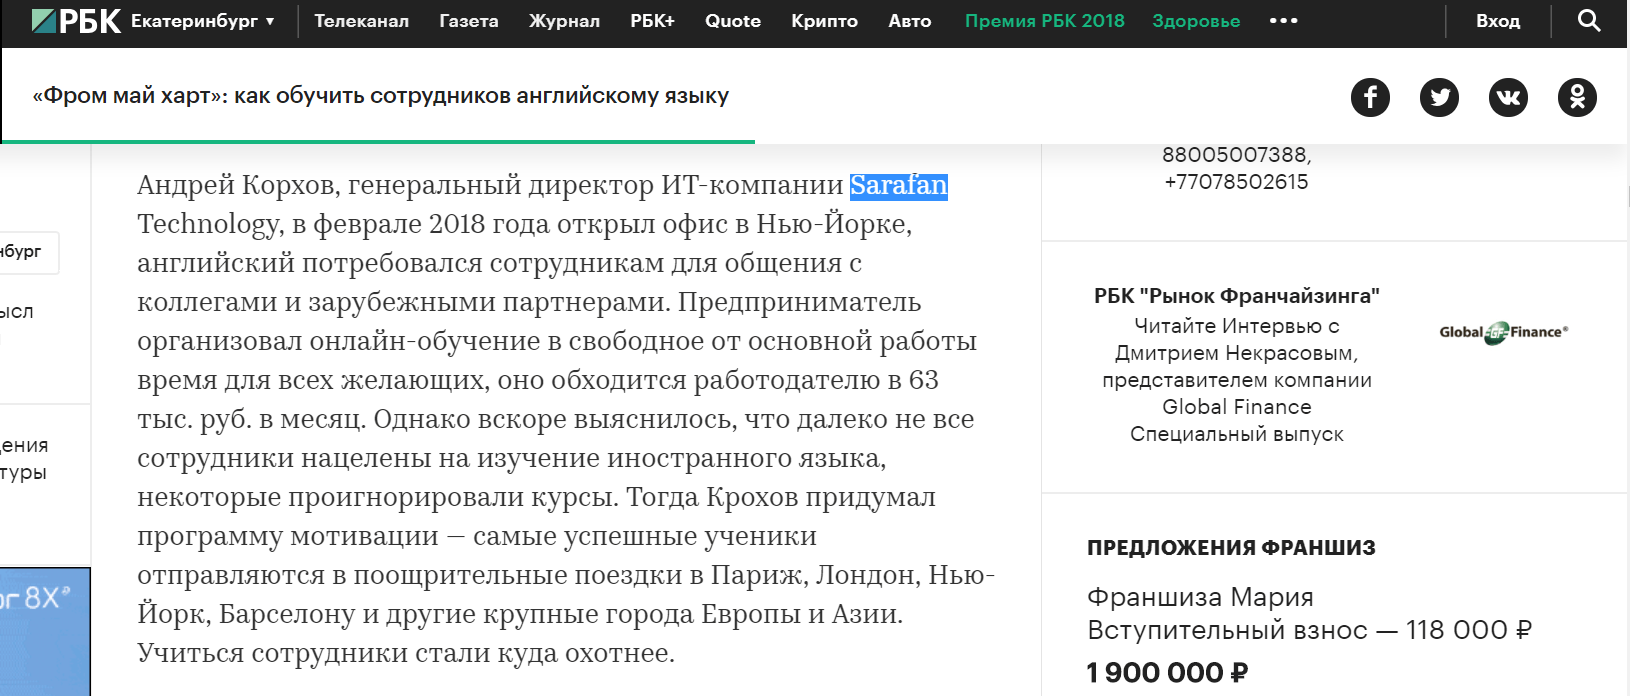 РБК Екатеринбург ▼ Телеканал Газета Журнал РБК+ Quote Крипто Авто Премия РБК 2018 Здоровье ••• Вход
«Фром май харт»: как обучить сотрудников английскому языку
Андрей Корхов, генеральный директор ИТ-компании Sarafan
Technology, в феврале 2018 года открыл офис в Нью-Йорке,
английский потребовался сотрудникам для общения с
коллегами и зарубежными партнерами. Предприниматель
организовал онлайн-обучение в свободное от основной работы
время для всех желающих, оно обходится работодателю в 63
тыс. руб. в месяц. Однако вскоре выяснилось, что далеко не все
сотрудники нацелены на изучение иностранного языка,
некоторые проигнорировали курсы. Тогда Крохов придумал
программу мотивации — самые успешные ученики
отправляются в поощрительные поездки в Париж, Лондон, Нью-
Йорк, Барселону и другие крупные города Европы и Азии.
Учиться сотрудники стали куда охотнее.
88005007388,
+77078502615
РБК "Рынок Франчайзинга"
Читайте Интервью с
Дмитрием Некрасовым,
представителем компании
Global Finance
Специальный выпуск
Global GF Finance®
ПРЕДЛОЖЕНИЯ ФРАНШИЗ
Франшиза Мария
Вступительный взнос — 118 000 ₽
1 900 000 ₽
нбург
ысл
ения
туры
ог 8X